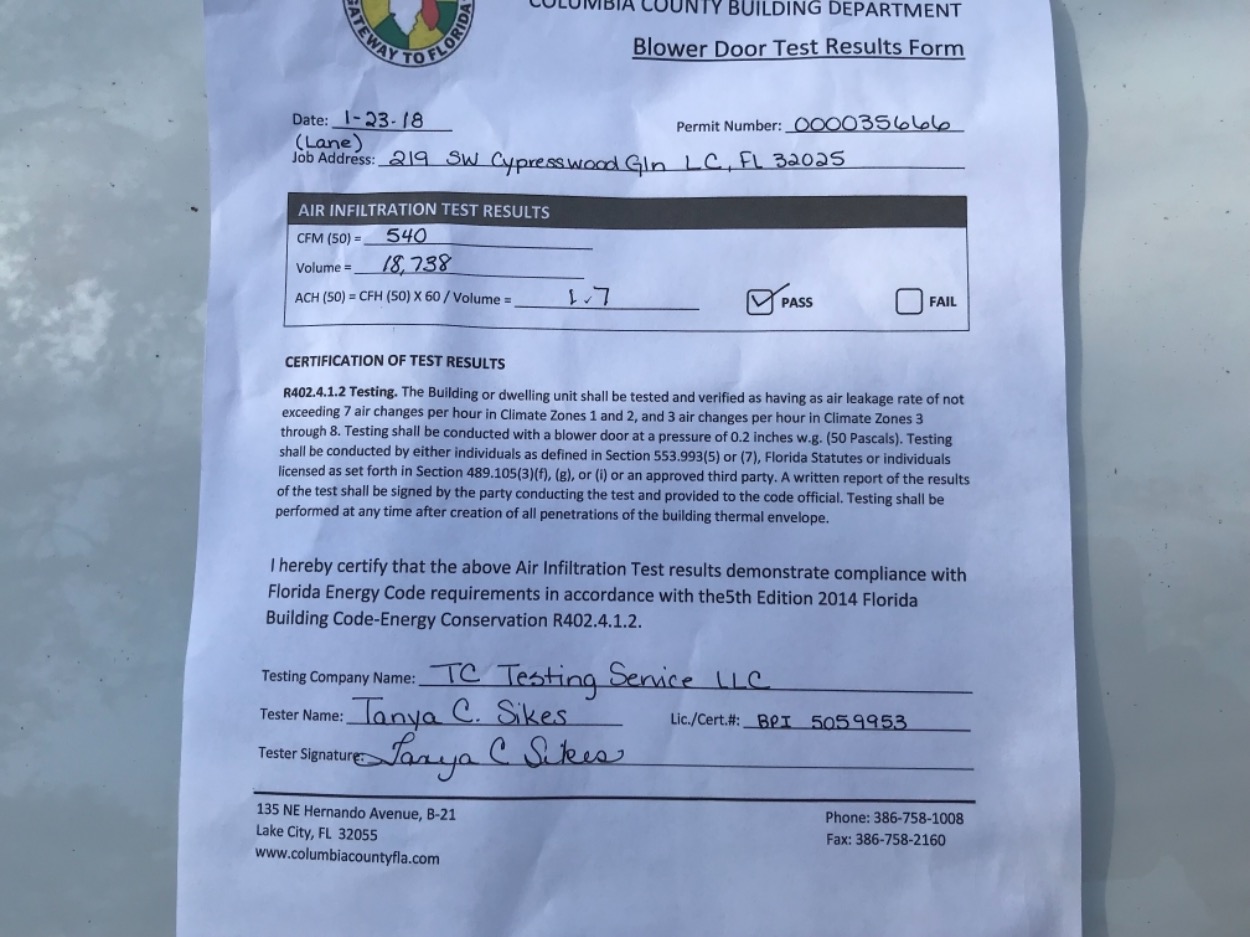 GATEWAY TO FLORIDA
COLUMBIA COUNTY BUILDING DEPARTMENT
Blower Door Test Results Form
Date: 1-23-18
Permit Number: 000035666
(Lane)
Job Address: 219 SW Cypresswood Gln LC, FL 32025
AIR INFILTRATION TEST RESULTS
CFM (50) = 540
Volume = 18,738
ACH (50) = CFH (50) X 60 / Volume = 1.7 PASS FAIL
CERTIFICATION OF TEST RESULTS
R402.4.1.2 Testing. The Building or dwelling unit shall be tested and verified as having as air leakage rate of not
exceeding 7 air changes per hour in Climate Zones 1 and 2, and 3 air changes per hour in Climate Zones 3
through 8. Testing shall be conducted with a blower door at a pressure of 0.2 inches w.g. (50 Pascals). Testing
shall be conducted by either individuals as defined in Section 553.993(5) or (7), Florida Statutes or individuals
licensed as set forth in Section 489.105(3)(f), (g), or (i) or an approved third party. A written report of the results
of the test shall be signed by the party conducting the test and provided to the code official. Testing shall be
performed at any time after creation of all penetrations of the building thermal envelope.
I hereby certify that the above Air Infiltration Test results demonstrate compliance with
Florida Energy Code requirements in accordance with the5th Edition 2014 Florida
Building Code-Energy Conservation R402.4.1.2.
Testing Company Name: TC Testing Service LLC
Tester Name: Tanya C. Sikes Lic./Cert.#: BPI 5059953
Tester Signature: Tanya C Sikes
135 NE Hernando Avenue, B-21
Lake City, FL 32055
www.columbiacountyfla.com
Phone: 386-758-1008
Fax: 386-758-2160